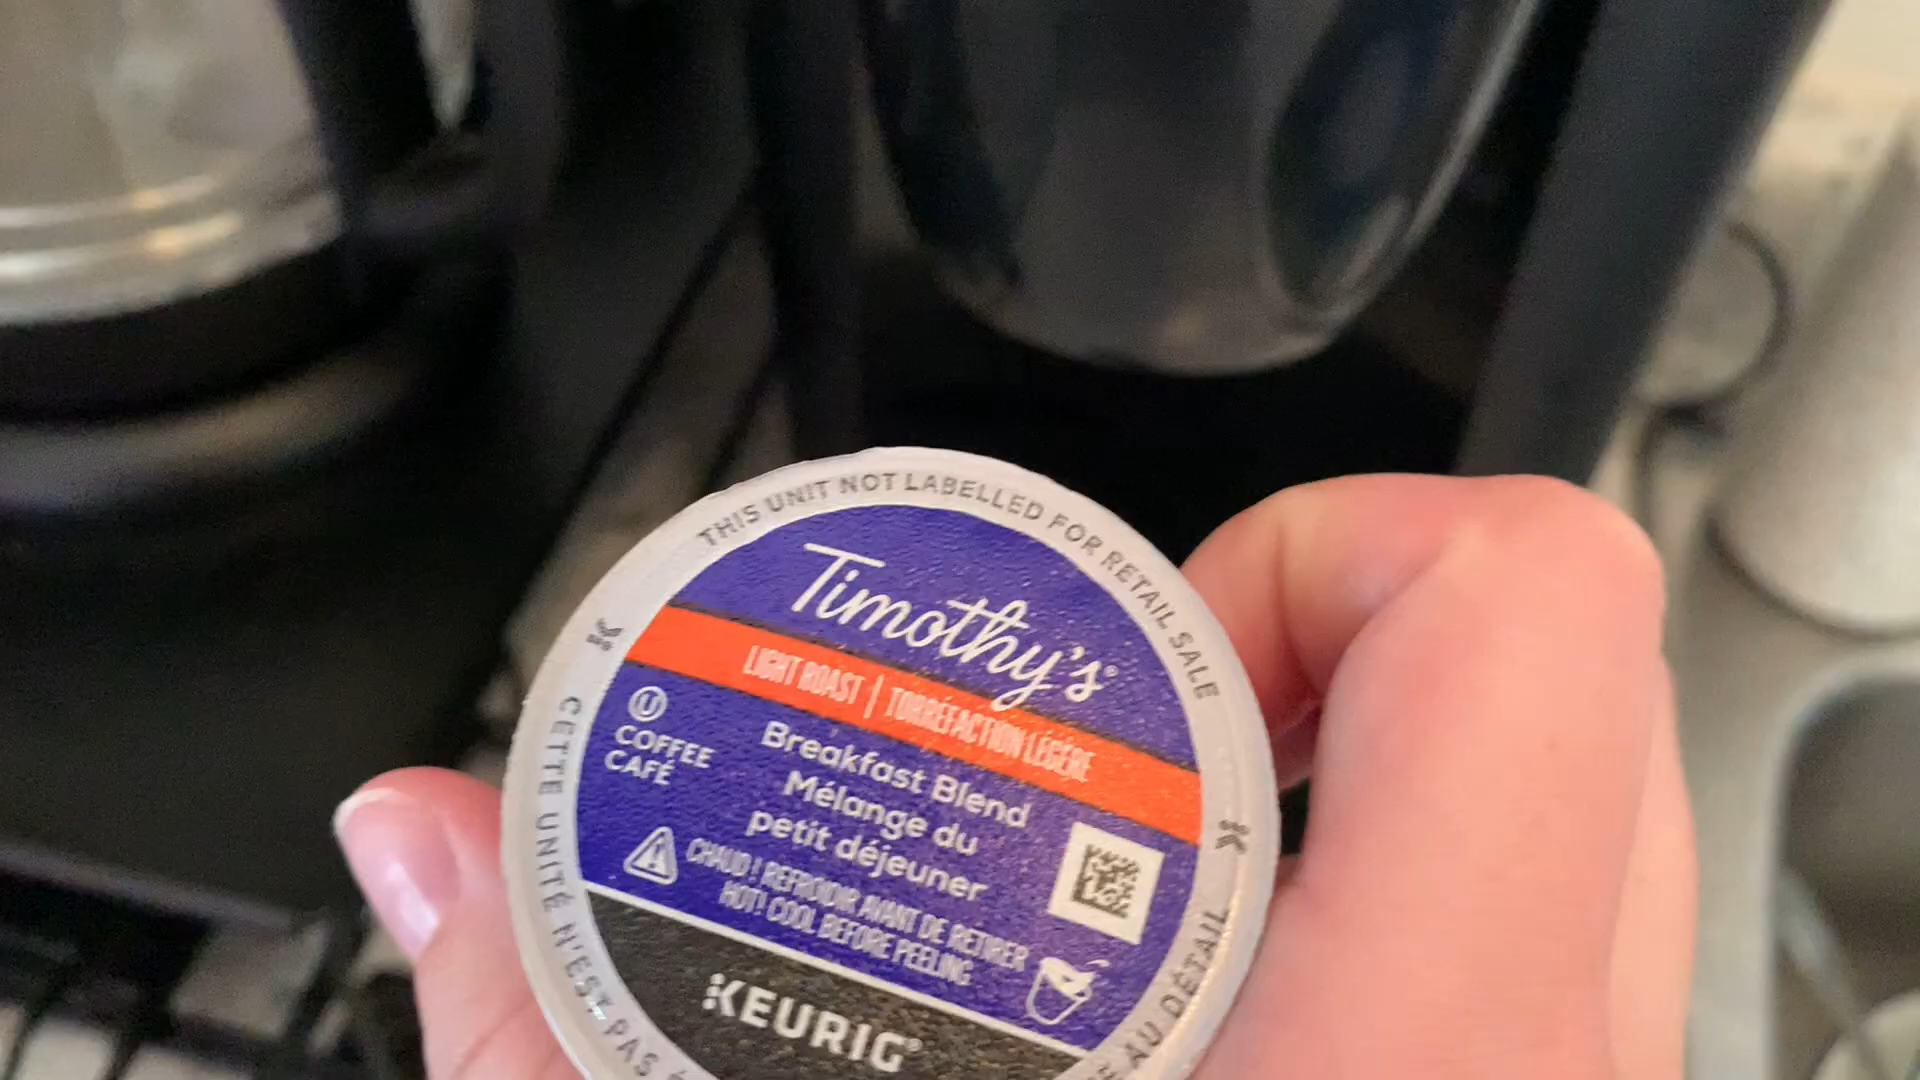 THIS UNIT NOT LABELLED FOR RETAIL SALE
Timothy's®
LIGHT ROAST | TORRÉFACTION LÉGÈRE
U
COFFEE
CAFÉ
Breakfast Blend
Mélange du
petit déjeuner
CHAUD ! REFROIDIR AVANT DE RETIRER
HOT! COOL BEFORE PEELING
KEURIG®
CETTE UNITÉ N'EST PAS
AU DÉTAIL
K
K